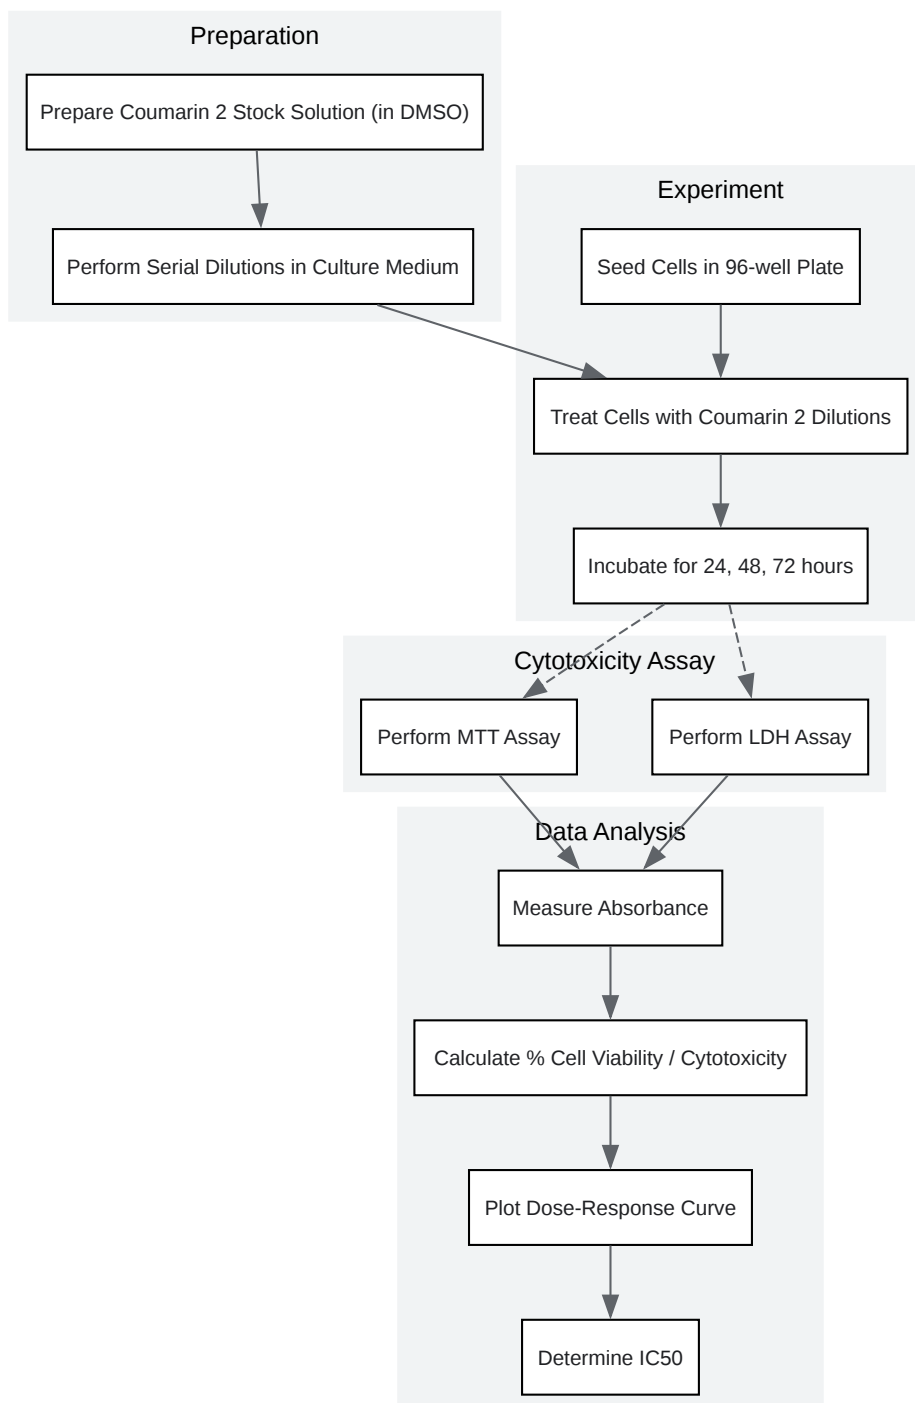 Preparation
Prepare Coumarin 2 Stock Solution (in DMSO)
Perform Serial Dilutions in Culture Medium
Experiment
Seed Cells in 96-well Plate
Treat Cells with Coumarin 2 Dilutions
Incubate for 24, 48, 72 hours
Cytotoxicity Assay
Perform MTT Assay
Perform LDH Assay
Data Analysis
Measure Absorbance
Calculate % Cell Viability / Cytotoxicity
Plot Dose-Response Curve
Determine IC50